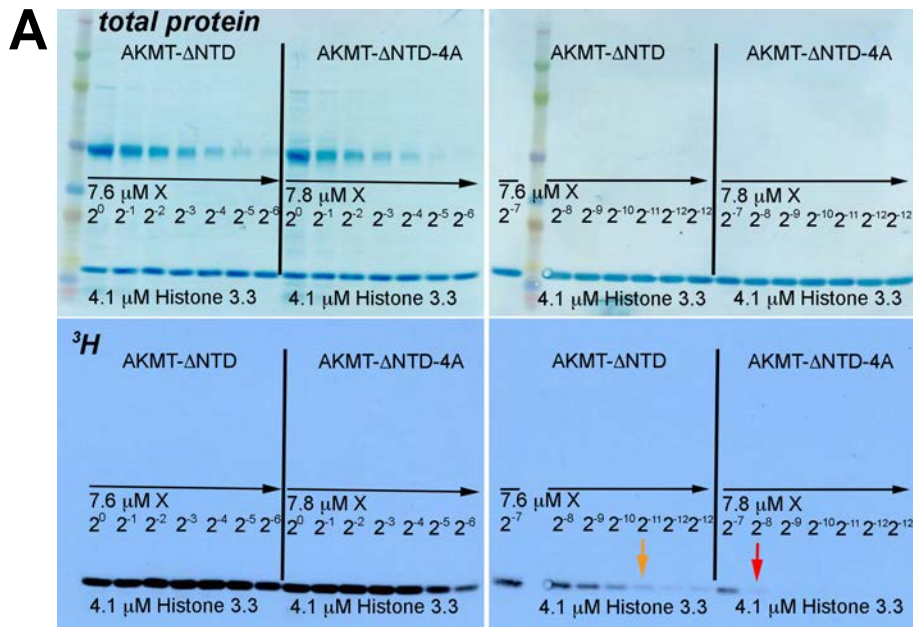 A
total protein
AKMT-ΔNTD AKMT-ΔNTD-4A
7.6 μM X 7.8 μM X
2⁰ 2⁻¹ 2⁻² 2⁻³ 2⁻⁴ 2⁻⁵ 2⁻⁶ 2⁰ 2⁻¹ 2⁻² 2⁻³ 2⁻⁴ 2⁻⁵ 2⁻⁶
4.1 μM Histone 3.3 4.1 μM Histone 3.3
AKMT-ΔNTD AKMT-ΔNTD-4A
7.6 μM X 7.8 μM X
2⁻⁷ 2⁻⁸ 2⁻⁹ 2⁻¹⁰ 2⁻¹¹ 2⁻¹² 2⁻¹² 2⁻⁷ 2⁻⁸ 2⁻⁹ 2⁻¹⁰ 2⁻¹¹ 2⁻¹² 2⁻¹²
4.1 μM Histone 3.3 4.1 μM Histone 3.3
³H
AKMT-ΔNTD AKMT-ΔNTD-4A
7.6 μM X 7.8 μM X
2⁰ 2⁻¹ 2⁻² 2⁻³ 2⁻⁴ 2⁻⁵ 2⁻⁶ 2⁰ 2⁻¹ 2⁻² 2⁻³ 2⁻⁴ 2⁻⁵ 2⁻⁶
4.1 μM Histone 3.3 4.1 μM Histone 3.3
AKMT-ΔNTD AKMT-ΔNTD-4A
7.6 μM X 7.8 μM X
2⁻⁷ 2⁻⁸ 2⁻⁹ 2⁻¹⁰ 2⁻¹¹ 2⁻¹² 2⁻¹² 2⁻⁷ 2⁻⁸ 2⁻⁹ 2⁻¹⁰ 2⁻¹¹ 2⁻¹² 2⁻¹²
4.1 μM Histone 3.3 4.1 μM Histone 3.3